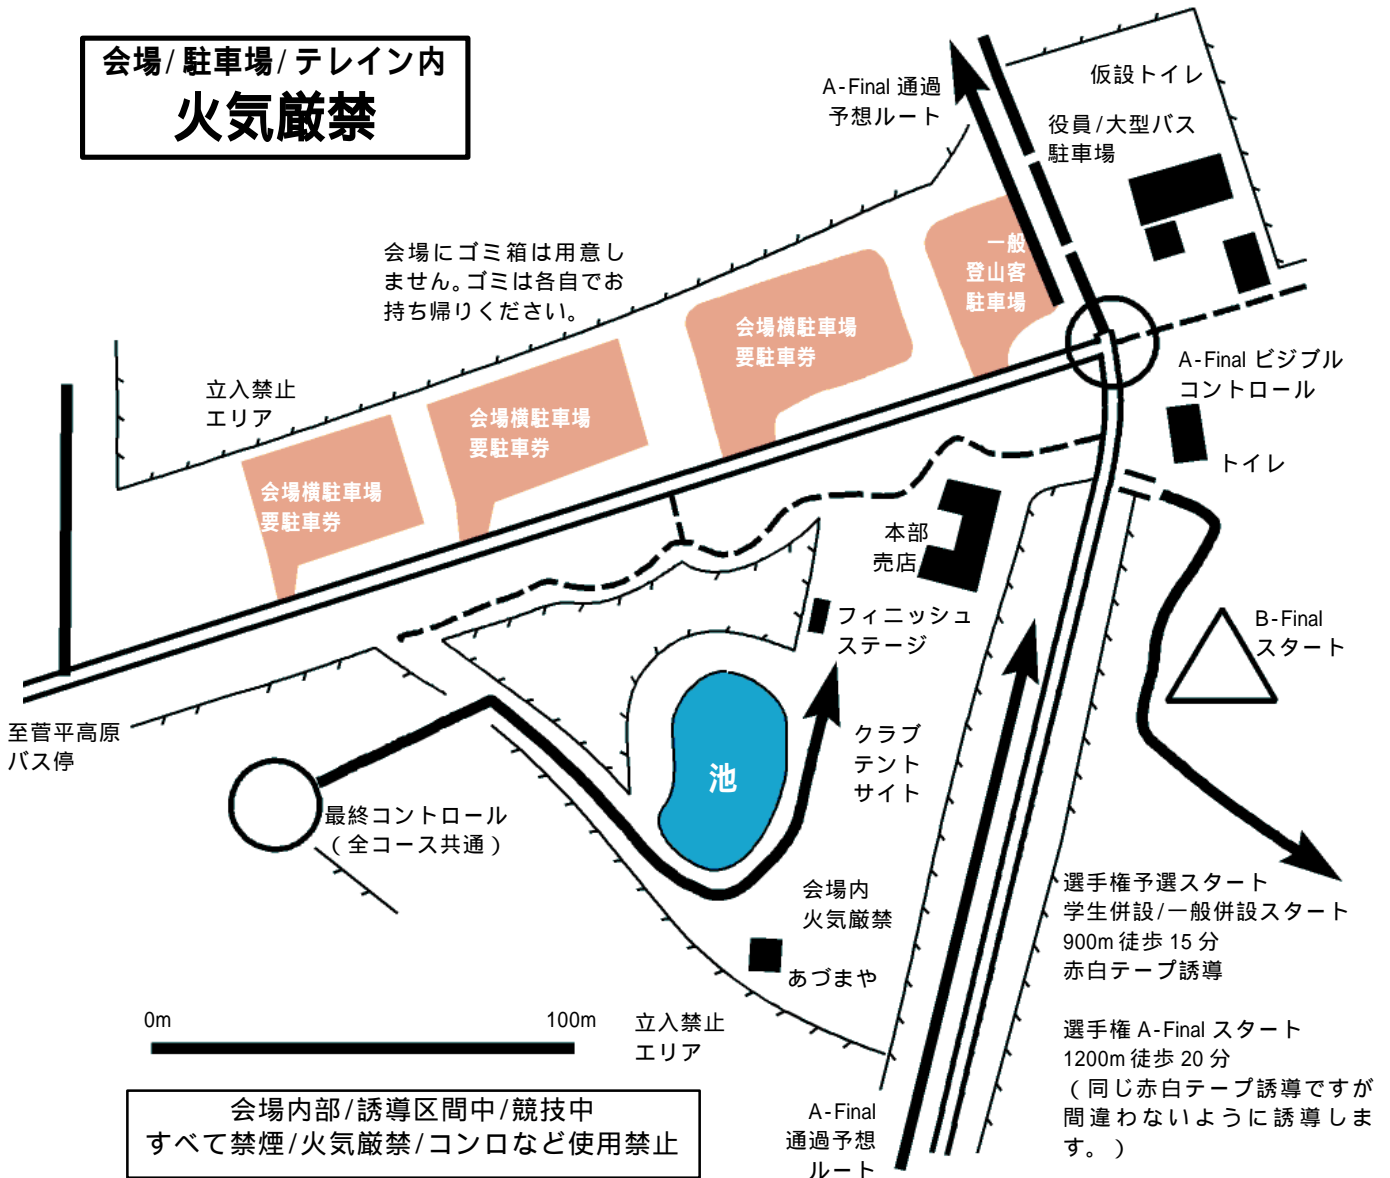 会場/駐車場/テレイン内
火気厳禁
A-Final 通過
予想ルート
仮設トイレ
役員/大型バス
駐車場
会場にゴミ箱は用意し
ません。ゴミは各自でお
持ち帰りください。
一般
登山客
駐車場
会場横駐車場
要駐車券
A-Final ビジブル
コントロール
立入禁止
エリア
会場横駐車場
要駐車券
トイレ
会場横駐車場
要駐車券
本部
売店
フィニッシュ
ステージ
B-Final
スタート
至菅平高原
バス停
クラブ
テント
サイト
池
最終コントロール
(全コース共通)
会場内
火気厳禁
選手権予選スタート
学生併設/一般併設スタート
900m 徒歩 15 分
赤白テープ誘導
あづまや
0m
100m
立入禁止
エリア
選手権 A-Final スタート
1200m 徒歩 20 分
(同じ赤白テープ誘導ですが
間違わないように誘導しま
す。)
会場内部/誘導区間中/競技中
すべて禁煙/火気厳禁/コンロなど使用禁止
A-Final
通過予想
ルート